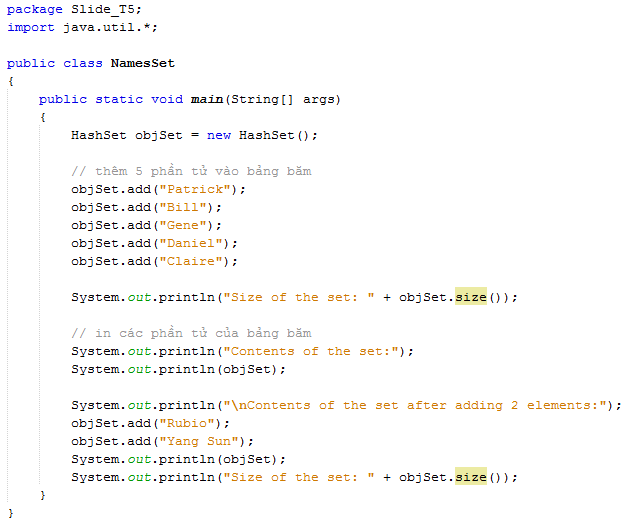 package Slide_T5;
import java.util.*;
public class NamesSet
{
public static void main(String[] args)
{
HashSet objSet = new HashSet();
// thêm 5 phần tử vào bảng băm
objSet.add("Patrick");
objSet.add("Bill");
objSet.add("Gene");
objSet.add("Daniel");
objSet.add("Claire");
System.out.println("Size of the set: " + objSet.size());
// in các phần tử của bảng băm
System.out.println("Contents of the set:");
System.out.println(objSet);
System.out.println("\nContents of the set after adding 2 elements:");
objSet.add("Rubio");
objSet.add("Yang Sun");
System.out.println(objSet);
System.out.println("Size of the set: " + objSet.size());
}
}